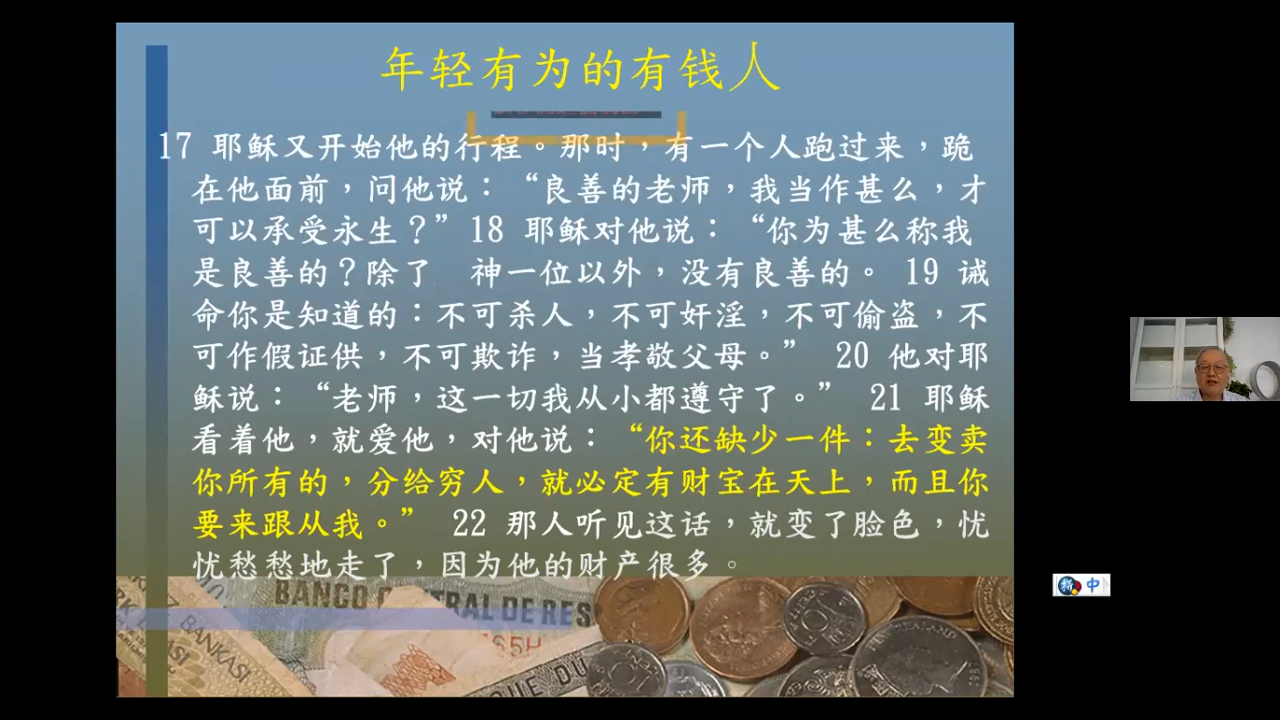 年轻有为的有钱人
17 耶稣又开始他的行程。那时，有一个人跑过来，跪
在他面前，问他说：“良善的老师，我当作甚么，才
可以承受永生？”18 耶稣对他说：“你为甚么称我
是良善的？除了 神一位以外，没有良善的。 19 诫
命你是知道的：不可杀人，不可奸淫，不可偷盗，不
可作假证供，不可欺诈，当孝敬父母。” 20 他对耶
稣说：“老师，这一切我从小都遵守了。” 21 耶稣
看着他，就爱他，对他说：“你还缺少一件：去变卖
你所有的，分给穷人，就必定有财宝在天上，而且你
要来跟从我。” 22 那人听见这话，就变了脸色，忧
忧愁愁地走了，因为他的财产很多。
BANCO
RAL DE RES
BANKASI
QUE DU
中